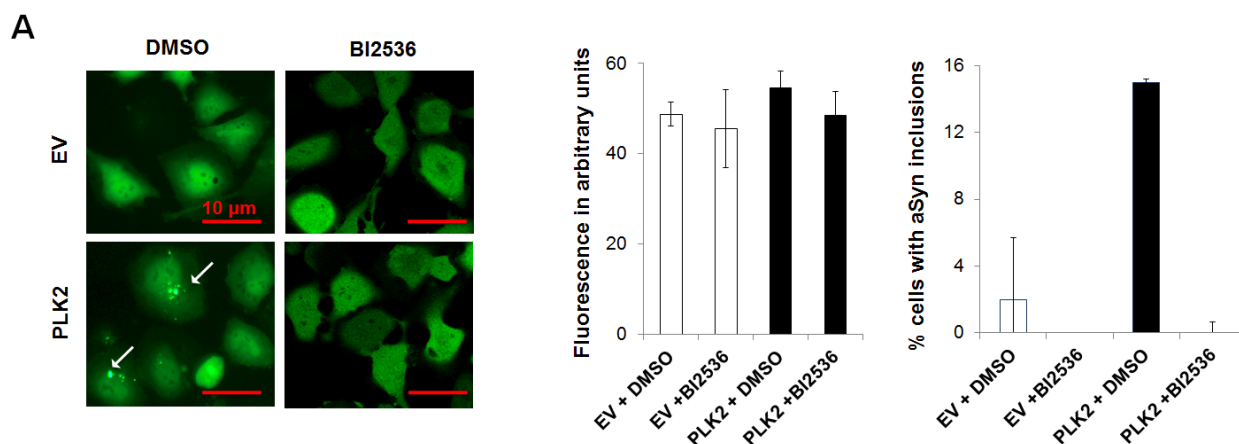 A
DMSO
BI2536
EV
10 µm
PLK2
Fluorescence in arbitrary units
60
40
20
0
EV + DMSO
EV +BI2536
PLK2 + DMSO
PLK2 +BI2536
% cells with aSyn inclusions
16
12
8
4
0
EV + DMSO
EV +BI2536
PLK2 + DMSO
PLK2 +BI2536